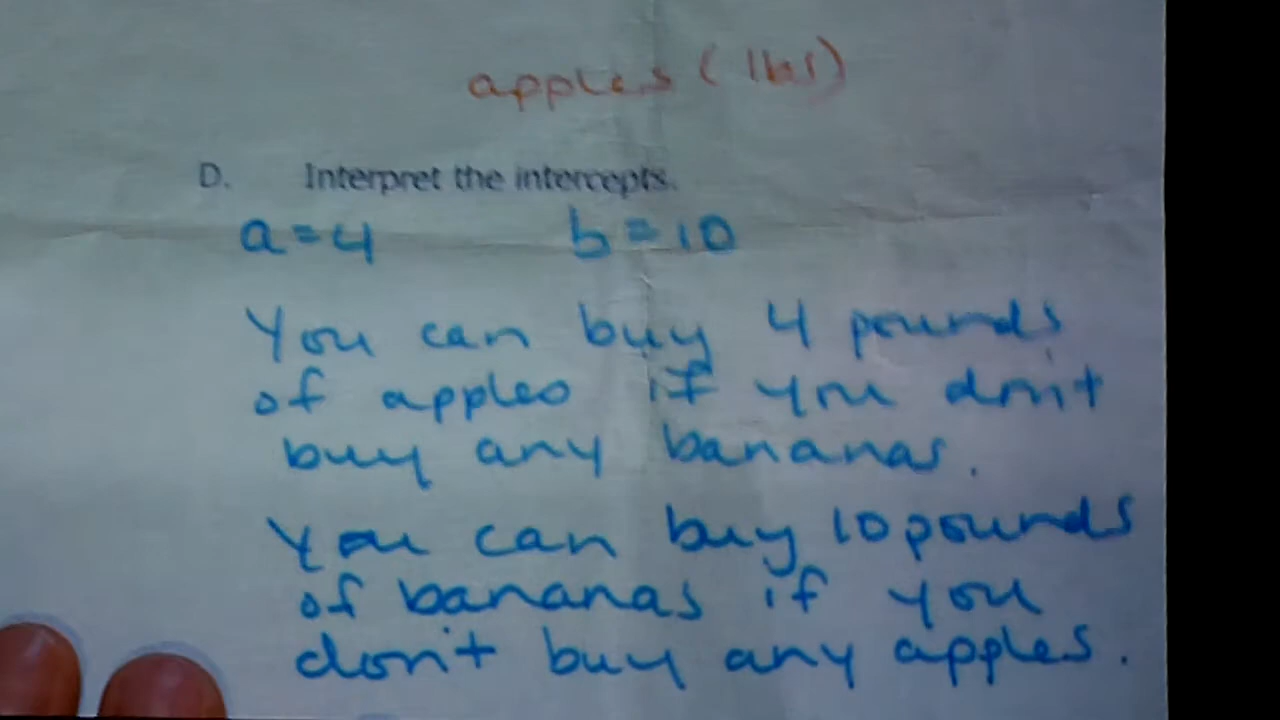 apples (lbs)
D. Interpret the intercepts.
a=4 b=10
You can buy 4 pounds
of apples if you don't
buy any bananas.
You can buy 10 pounds
of bananas if you
don't buy any apples.